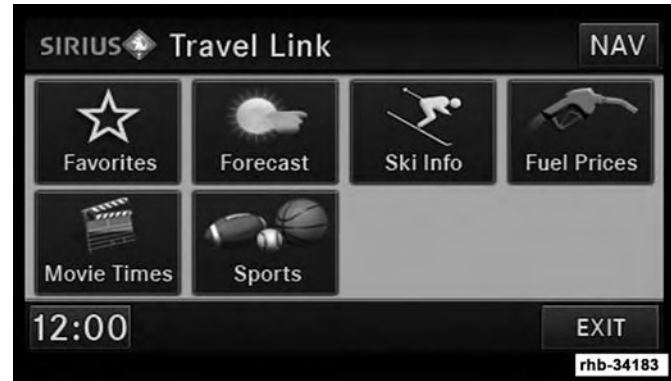 SIRIUS Travel Link NAV
Favorites Forecast Ski Info Fuel Prices
Movie Times Sports
12:00 EXIT
rhb-34183